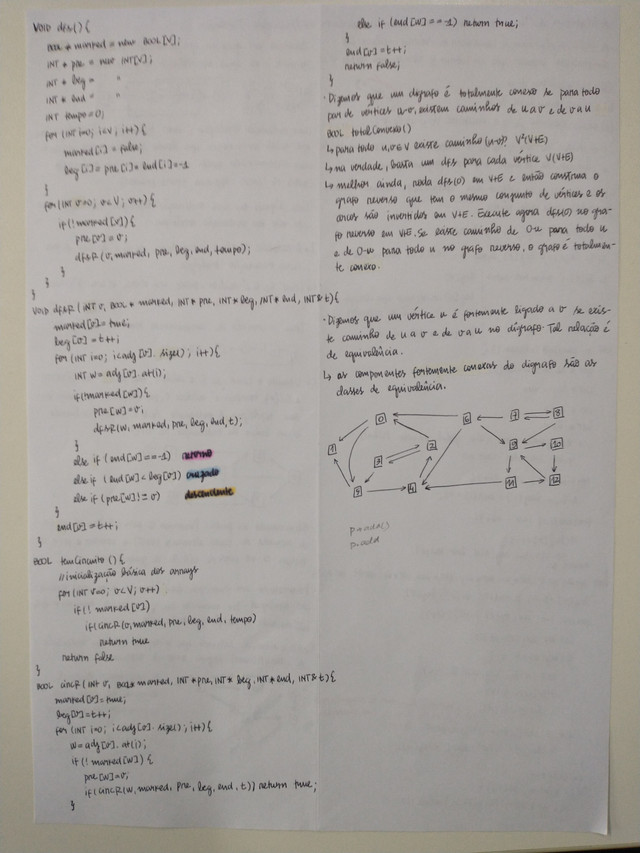 VOID dfs() {
BOOL * marked = new BOOL[V];
INT * pre = new INT[V];
INT * beg = "
INT * end = "
INT tempo = 0;
for (INT i=0; i<V; i++) {
marked[i] = false;
beg[i] = pre[i] = end[i] = -1
}
for (INT v=0; v<V; v++) {
if (!marked[v]) {
pre[v] = v;
dfsR (v, marked, pre, beg, end, tempo);
}
}
}
VOID dfsR (INT v, BOOL * marked, INT * pre, INT * beg, INT * end, INT & t) {
marked[v] = true;
beg[v] = t++;
for (INT i=0; i<adj[v].size(); i++) {
INT w = adj[v].at(i);
if (!marked[w]) {
pre[w] = v;
dfsR(w, marked, pre, beg, end, t);
}
else if (end[w] == -1) retorno
else if (end[w] < beg[v]) cruzado
else if (pre[w] != v) descendente
}
end[v] = t++;
}
BOOL temCircuito () {
// inicialização básica dos arrays
for (INT v=0; v<V; v++)
if (! marked[v])
if (circR (v, marked, pre, beg, end, tempo)
return true
return false
}
BOOL circR (INT v, BOOL * marked, INT * pre, INT * beg, INT * end, INT & t) {
marked[v] = true;
beg[v] = t++;
for (INT i=0; i<adj[v].size(); i++) {
w = adj[v].at(i);
if (! marked[w]) {
pre[w] = v;
if (circR (w, marked, pre, beg, end, t)) return true;
}
else if (end[w] == -1) return true;
}
end[v] = t++;
return false;
}
· Dizemos que um digrafo é totalmente conexo se para todo
par de vértices u-v, existem caminhos de u a v e de v a u
BOOL totalConexo()
↳ para todo u,v ∈ V existe caminho (u-v)? V²(V+E)
↳ na verdade, basta um dfs para cada vértice V(V+E)
↳ melhor ainda, roda dfs(0) em V+E e então construa o
grafo reverso que tem o mesmo conjunto de vértices e os
arcos são invertidos em V+E. Execute agora dfs(0) no gra-
fo reverso em V+E. Se existe caminho de 0-u para todo u
e de 0-w para todo u no grafo reverso, o grafo é totalmen-
te conexo.
· Dizemos que um vértice u é fortemente ligado a v se exis-
te caminho de u a v e de v a u no digrafo. Tal relação é
de equivalência.
↳ as componentes fortemente conexas do digrafo são as
classes de equivalência.
0 6 7 8
1 2 9 10
3
5 4 11 12